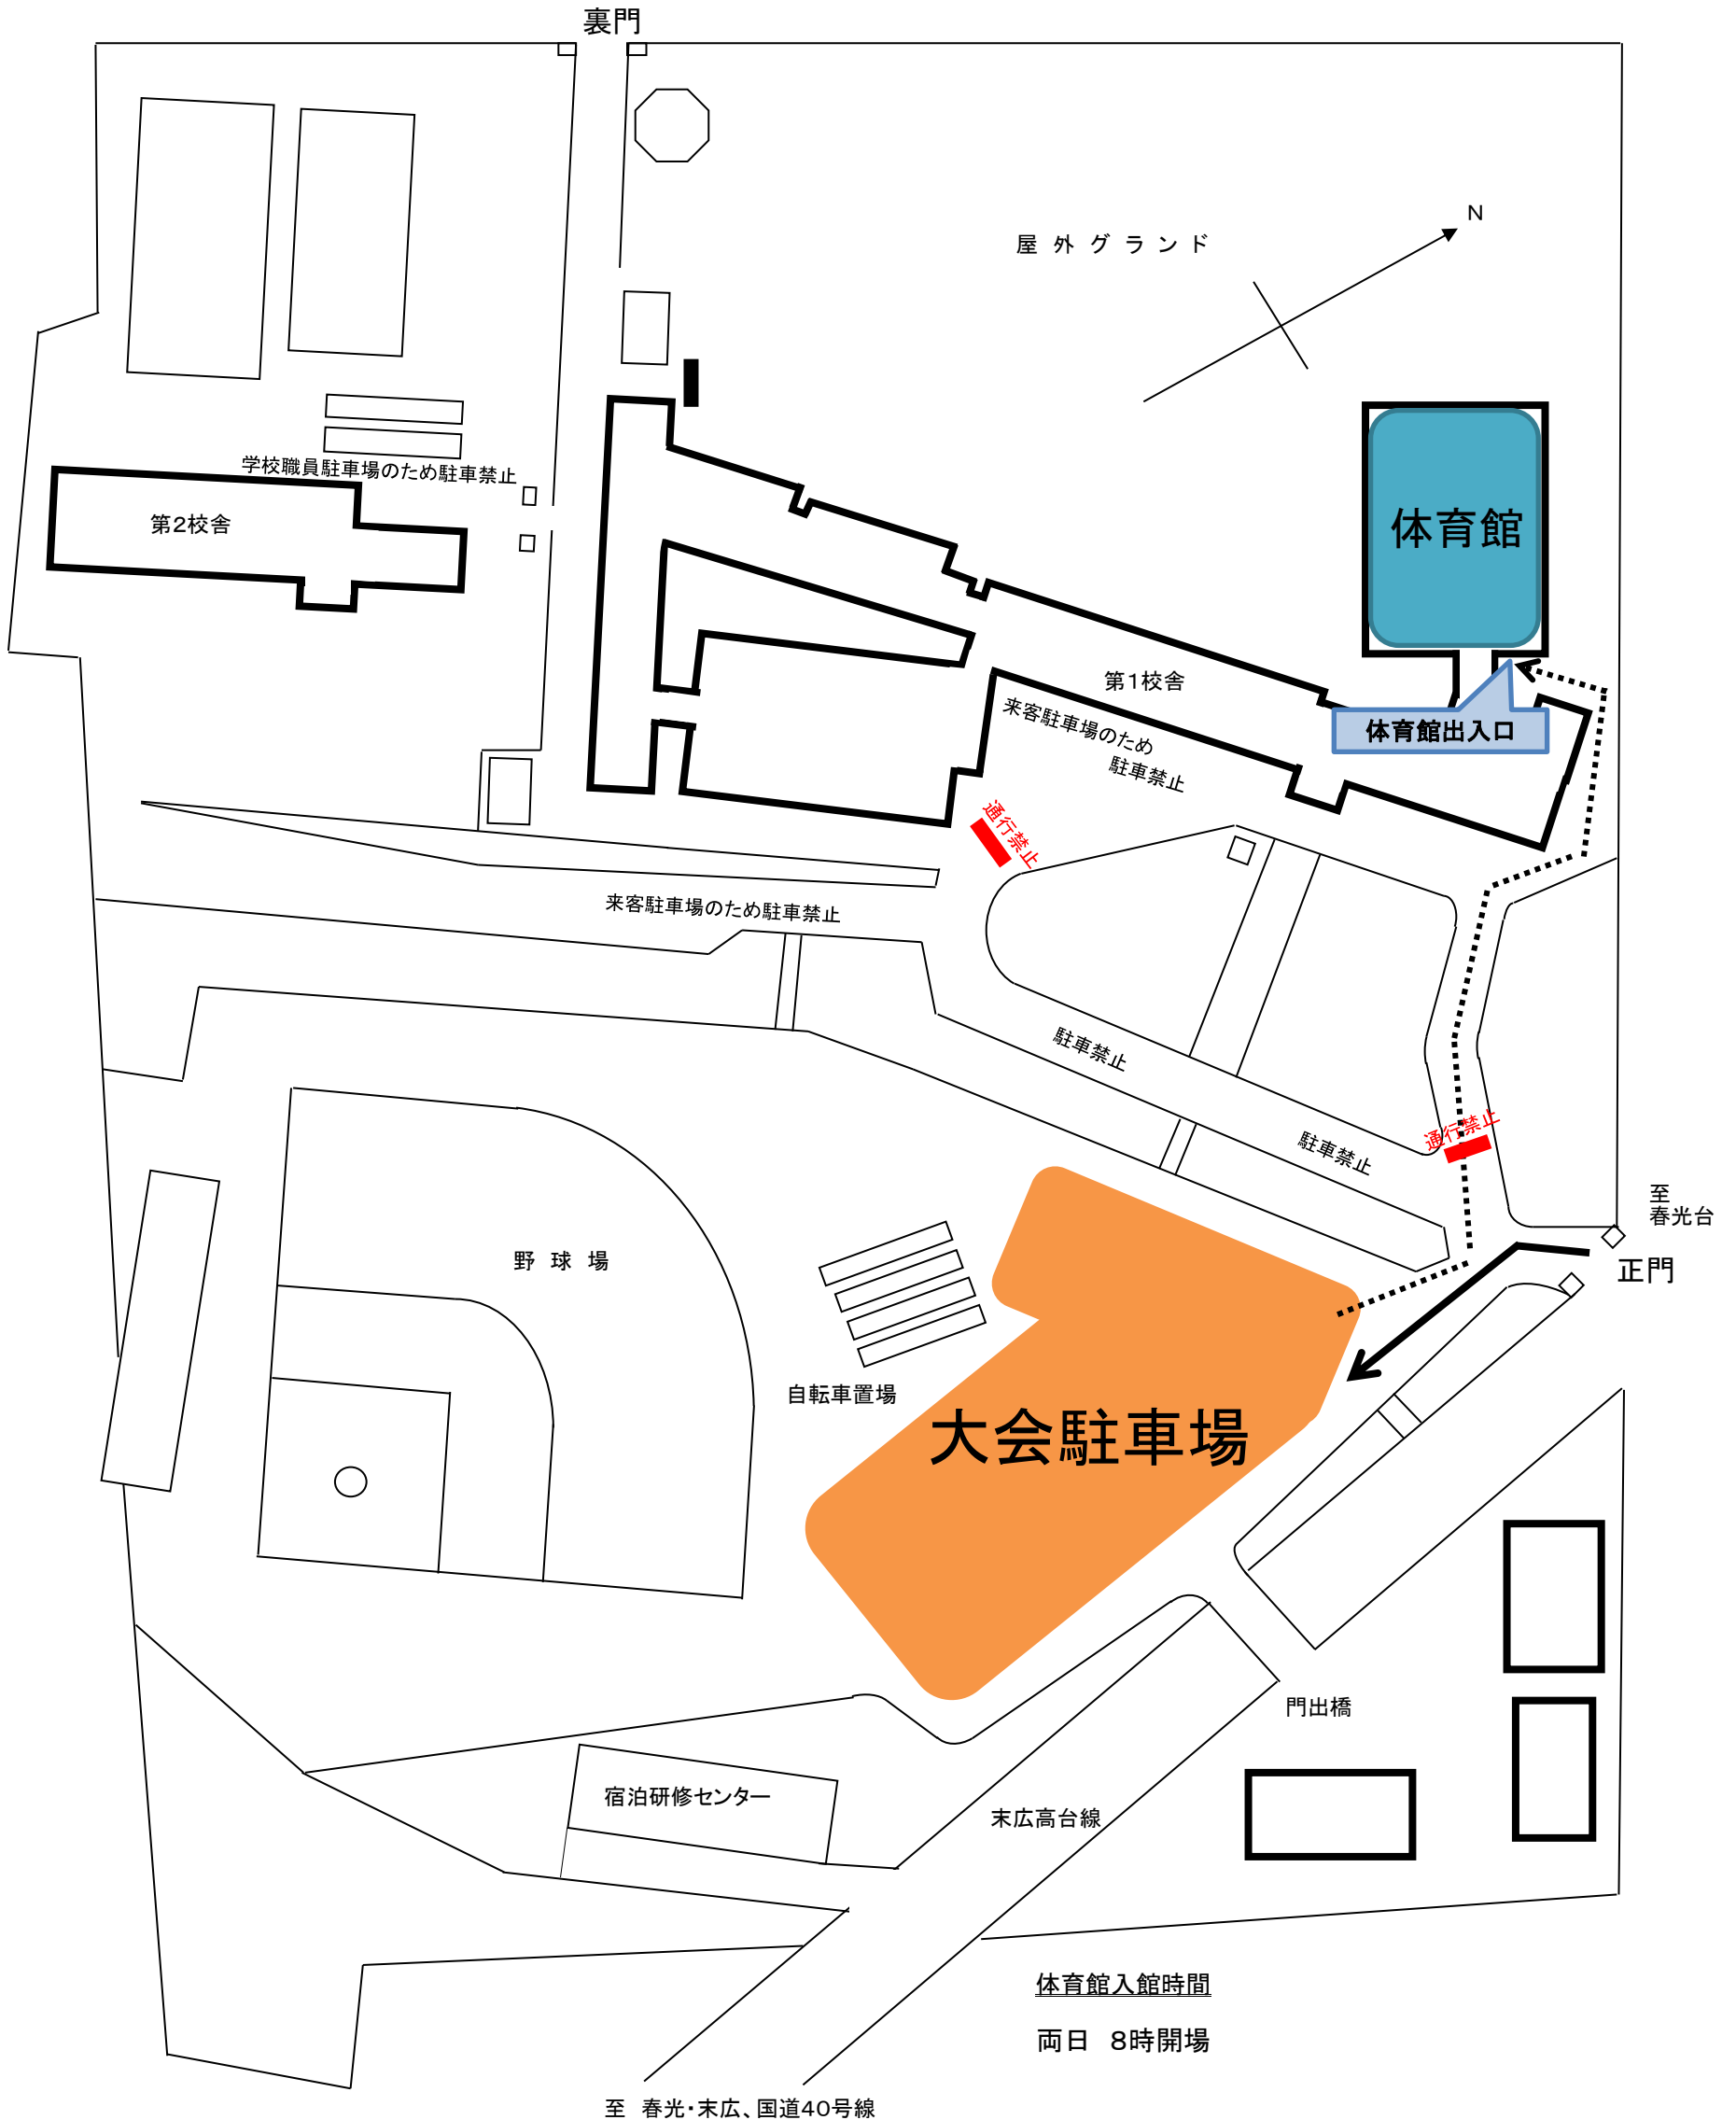 裏門
N
屋 外 グ ラ ン ド
学校職員駐車場のため駐車禁止
第2校舎
体育館
第1校舎
体育館出入口
来客駐車場のため
駐車禁止
通行禁止
来客駐車場のため駐車禁止
駐車禁止
通行禁止
駐車禁止
至
春光台
正門
野 球 場
自転車置場
大会駐車場
門出橋
宿泊研修センター
末広高台線
体育館入館時間
両日 8時開場
至 春光・末広、国道40号線